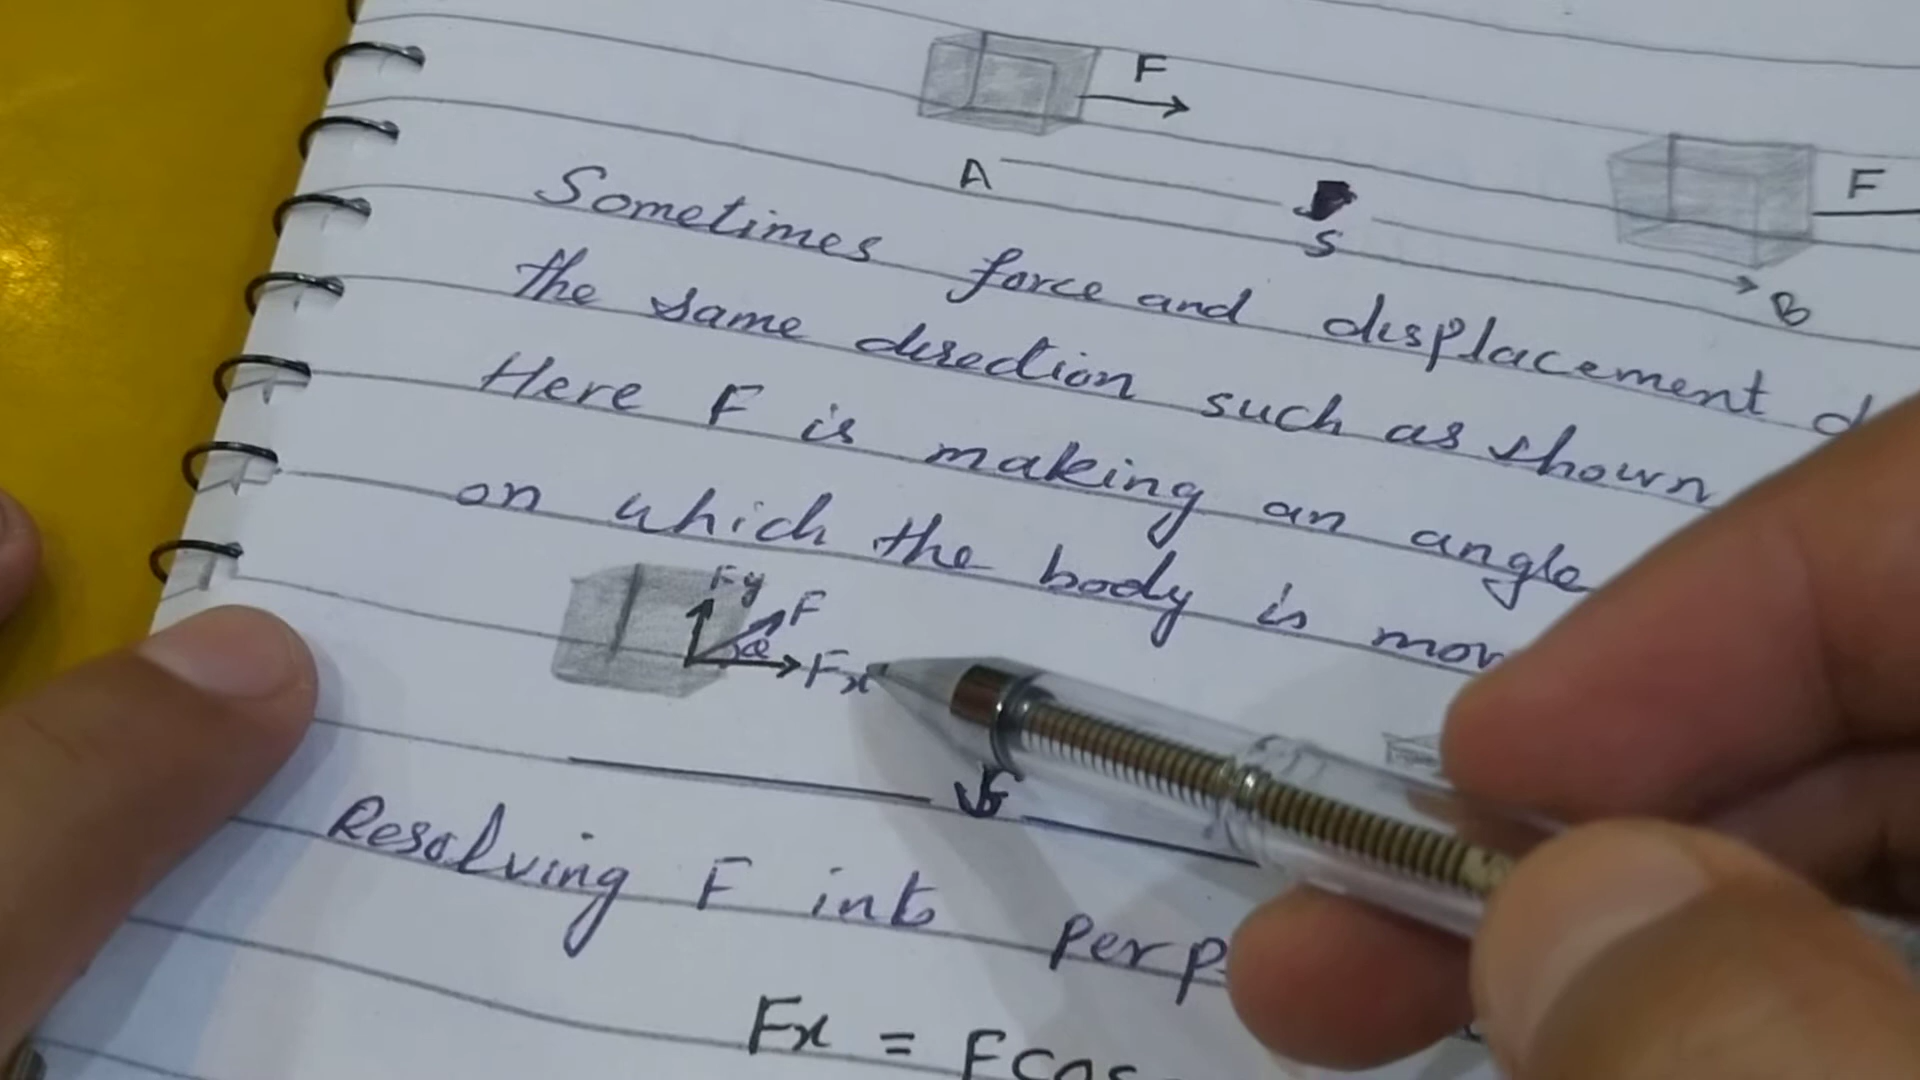 F
F
A
S
B
Sometimes force and displacement
the same direction such as shown
Here F is making an angle
on which the body is mov
Fy
F
θ
Fx
S
Resolving F into perp
Fx = Fcos